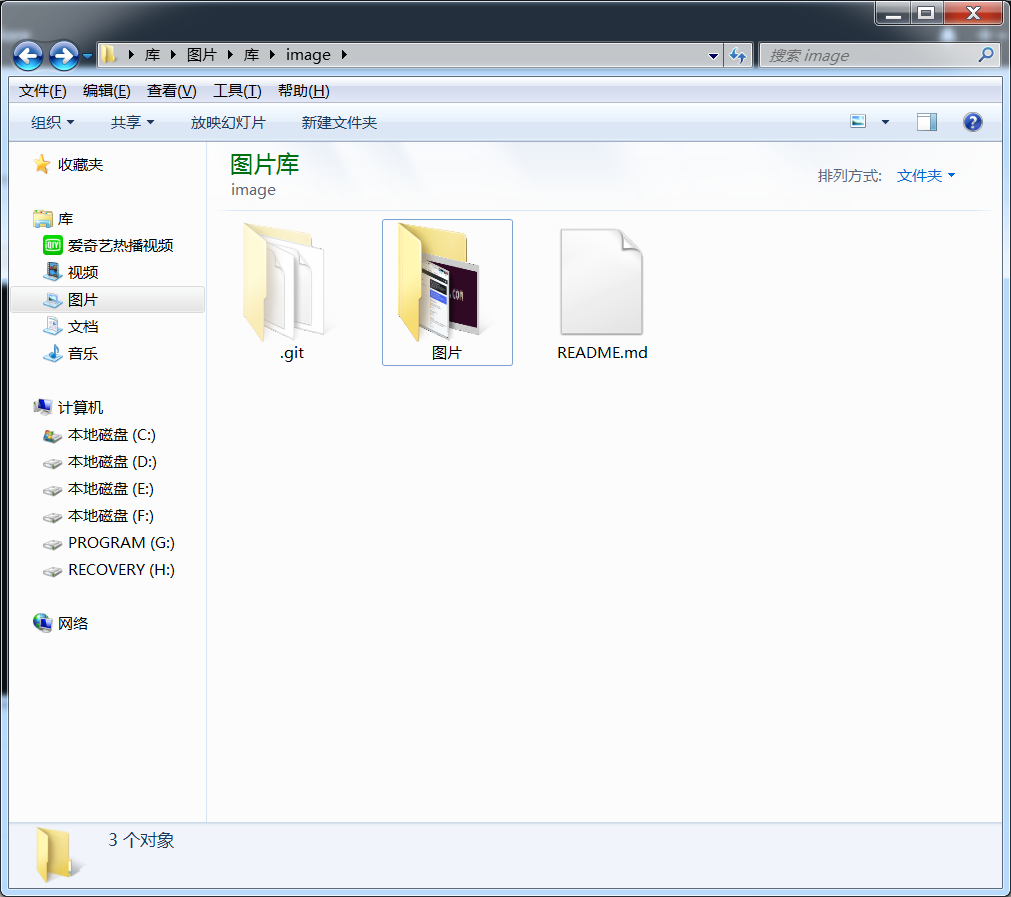 库 图片 库 image
搜索 image
文件(F) 编辑(E) 查看(V) 工具(T) 帮助(H)
组织 共享 放映幻灯片 新建文件夹
收藏夹
库
爱奇艺热播视频
视频
图片
文档
音乐
计算机
本地磁盘 (C:)
本地磁盘 (D:)
本地磁盘 (E:)
本地磁盘 (F:)
PROGRAM (G:)
RECOVERY (H:)
网络
图片库
image
排列方式: 文件夹
.git
图片
README.md
3 个对象